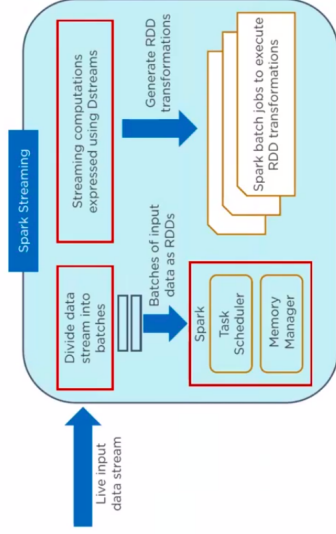 Spark Streaming
Live input
data stream
Divide data
stream into
batches
Streaming computations
expressed using Dstreams
Batches of input
data as RDDs
Generate RDD
transformations
Spark
Task
Scheduler
Memory
Manager
Spark batch jobs to execute
RDD transformations